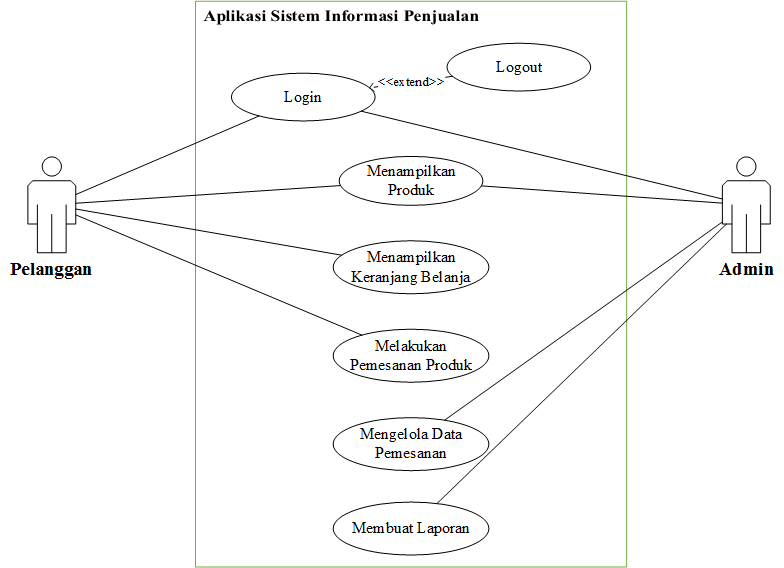 Aplikasi Sistem Informasi Penjualan
Logout
<<extend>>
Login
Menampilkan
Produk
Pelanggan
Admin
Menampilkan
Keranjang Belanja
Melakukan
Pemesanan Produk
Mengelola Data
Pemesanan
Membuat Laporan